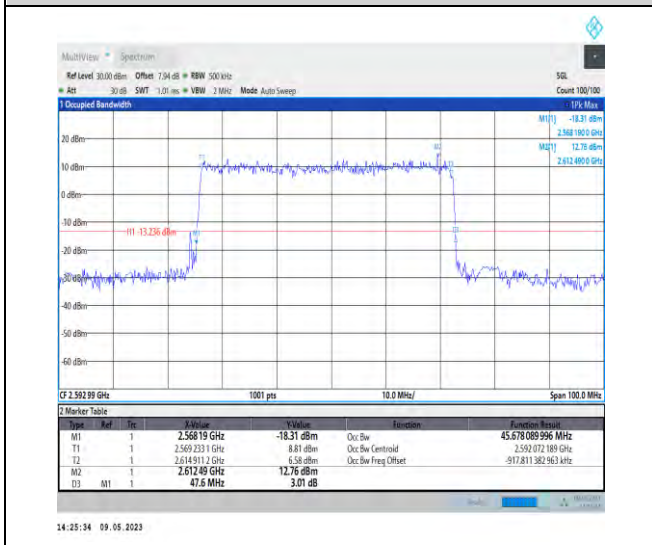 MultiView Spectrum
Ref Level 30.00 dBm Offset 7.94 dB RBW 500 kHz SGL
Att 30 dB SWT 1.01 ms VBW 2 MHz Mode Auto Sweep Count 100/100
1 Occupied Bandwidth 1Pk Max
M1[1] -18.31 dBm
2.568 190 0 GHz
M2[1] 12.76 dBm
2.612 490 0 GHz
20 dBm
M2
T1 T2
10 dBm
0 dBm
-10 dBm
H1 -13.236 dBm
M1 D3
-20 dBm
-30 dBm
-40 dBm
-50 dBm
-60 dBm
CF 2.592 99 GHz 1001 pts 10.0 MHz/ Span 100.0 MHz
2 Marker Table
Type Ref Trc X-Value Y-Value Function Function Result
M1 1 2.568 19 GHz -18.31 dBm Occ Bw 45.678 089 996 MHz
T1 1 2.569 233 1 GHz 8.81 dBm Occ Bw Centroid 2.592 072 189 GHz
T2 1 2.614 911 2 GHz 6.58 dBm Occ Bw Freq Offset -917.811 382 963 kHz
M2 1 2.612 49 GHz 12.76 dBm
D3 M1 1 47.6 MHz 3.01 dB
14:25:34 09.05.2023